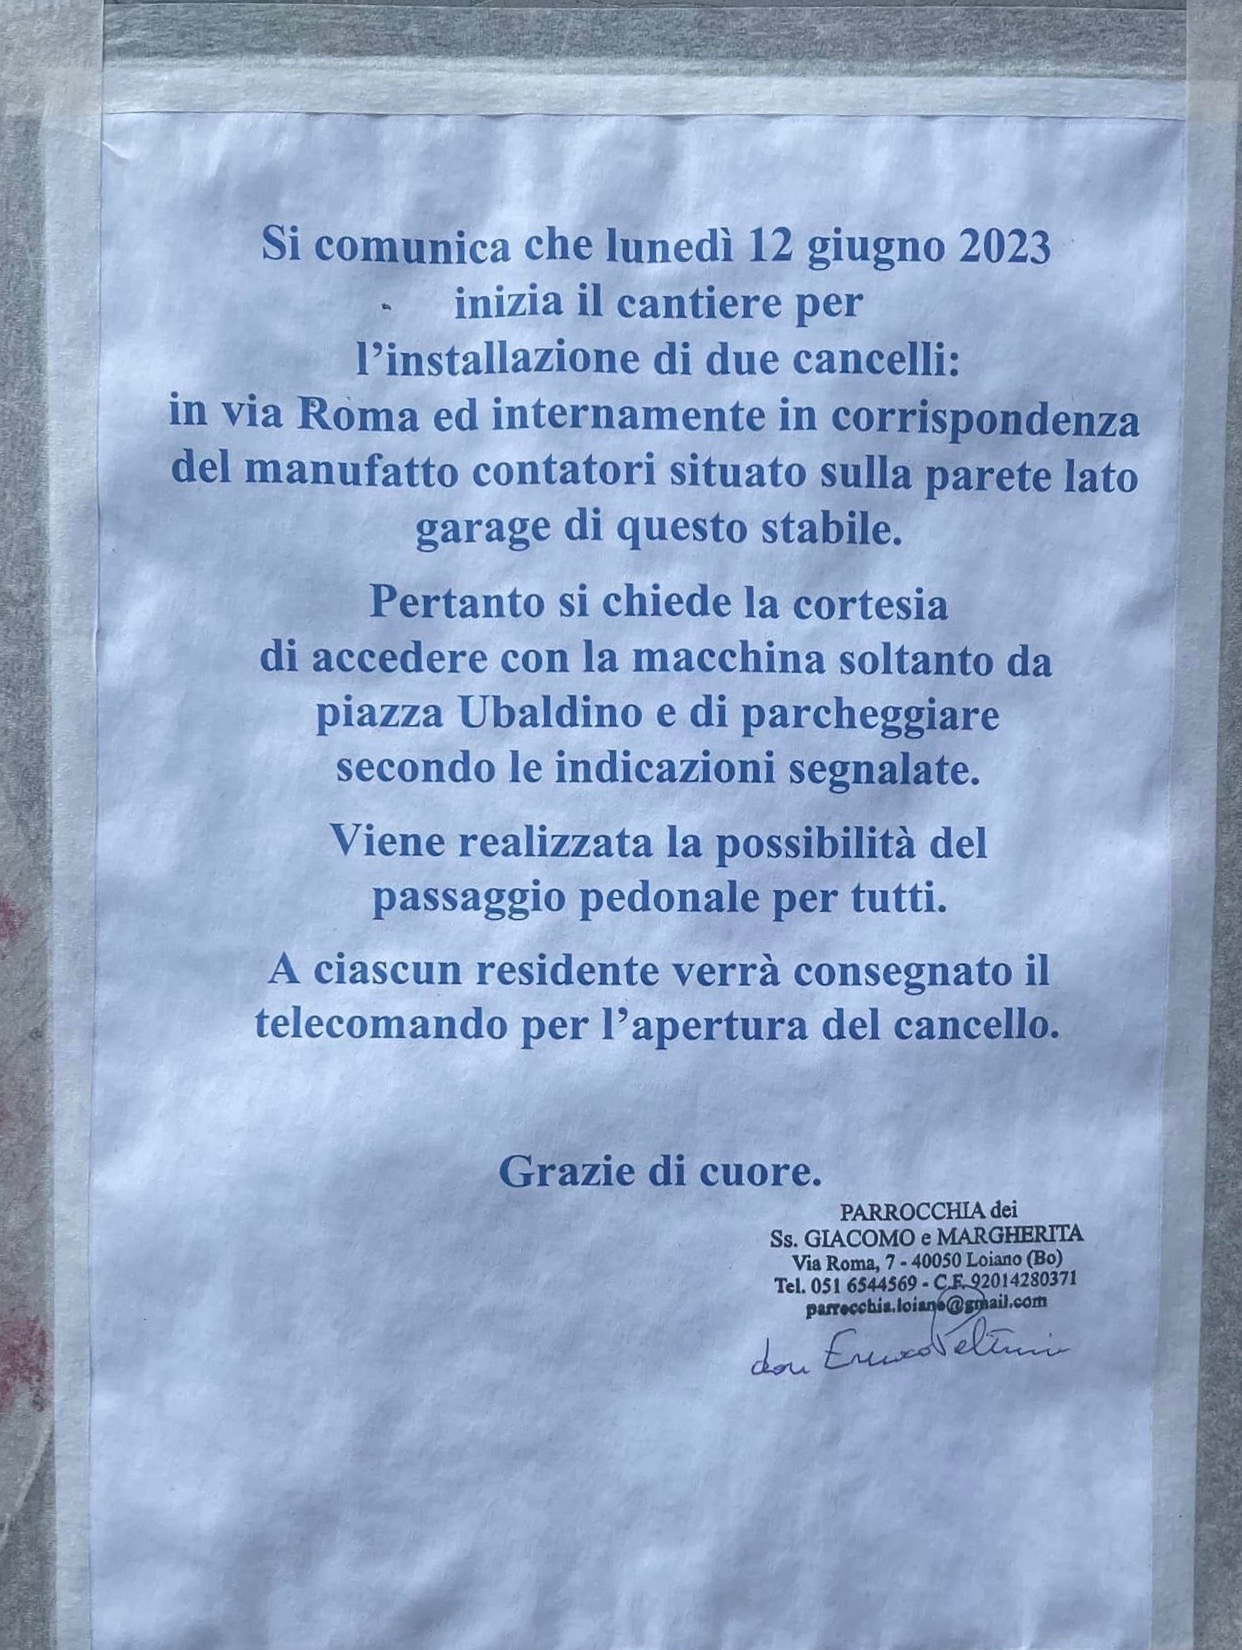 Si comunica che lunedì 12 giugno 2023
inizia il cantiere per
l’installazione di due cancelli:
in via Roma ed internamente in corrispondenza
del manufatto contatori situato sulla parete lato
garage di questo stabile.
Pertanto si chiede la cortesia
di accedere con la macchina soltanto da
piazza Ubaldino e di parcheggiare
secondo le indicazioni segnalate.
Viene realizzata la possibilità del
passaggio pedonale per tutti.
A ciascun residente verrà consegnato il
telecomando per l’apertura del cancello.
Grazie di cuore.
PARROCCHIA dei
Ss. GIACOMO e MARGHERITA
Via Roma, 7 - 40050 Loiano (Bo)
Tel. 051 6544569 - C.F. 92014280371
parrocchia.loiano@gmail.com
don